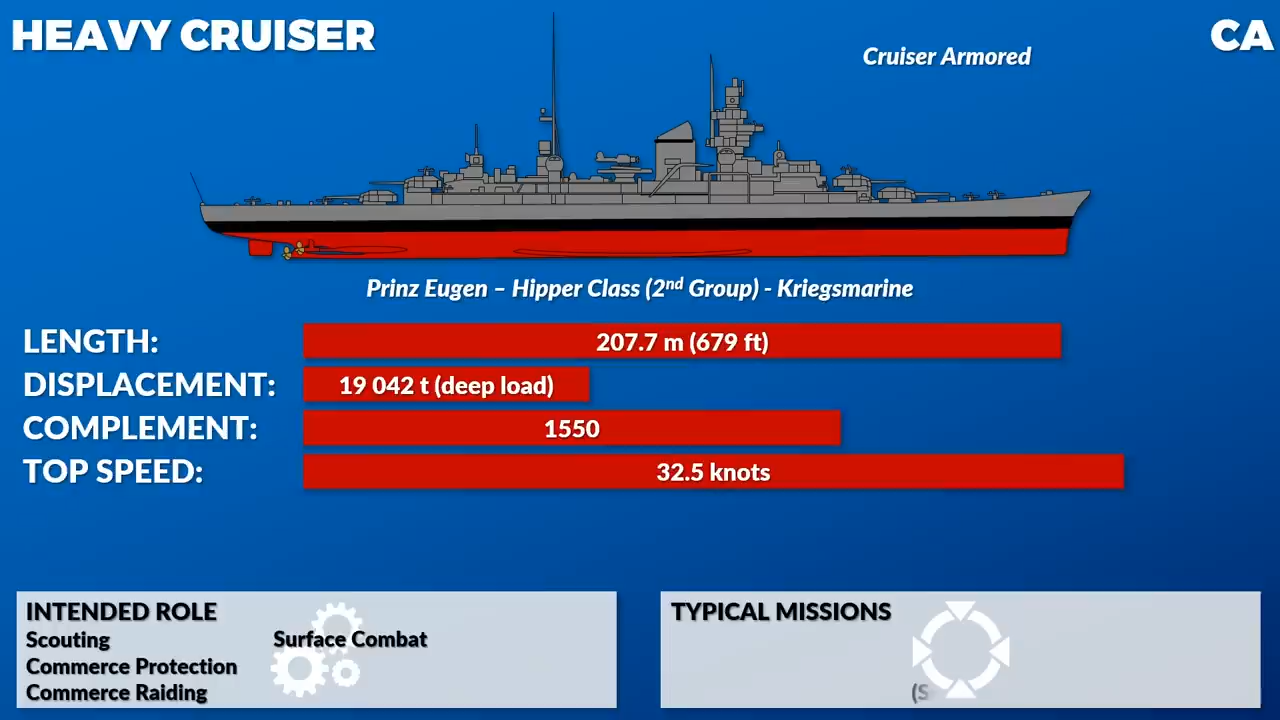 HEAVY CRUISER
CA
Cruiser Armored
Prinz Eugen – Hipper Class (2nd Group) - Kriegsmarine
LENGTH: 207.7 m (679 ft)
DISPLACEMENT: 19 042 t (deep load)
COMPLEMENT: 1550
TOP SPEED: 32.5 knots
INTENDED ROLE
Scouting
Surface Combat
Commerce Protection
Commerce Raiding
TYPICAL MISSIONS